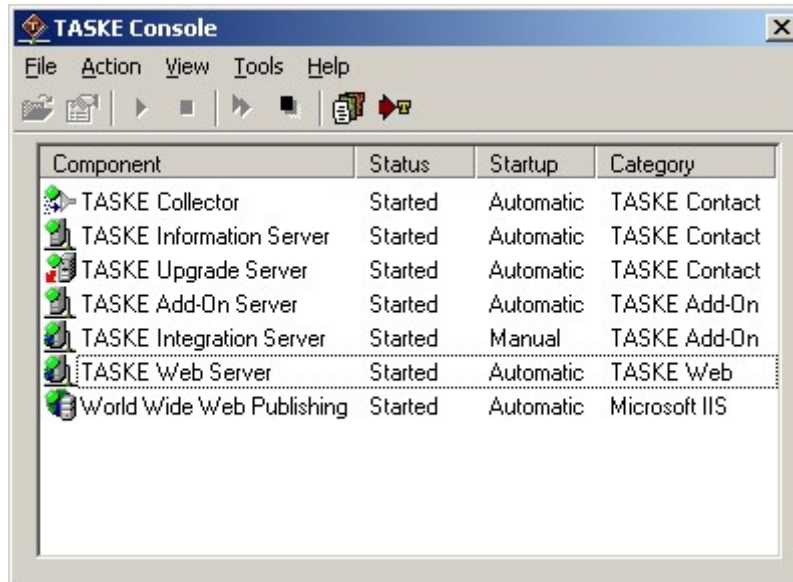 TASKE Console
File Action View Tools Help
Component Status Startup Category
TASKE Collector Started Automatic TASKE Contact
TASKE Information Server Started Automatic TASKE Contact
TASKE Upgrade Server Started Automatic TASKE Contact
TASKE Add-On Server Started Automatic TASKE Add-On
TASKE Integration Server Started Manual TASKE Add-On
TASKE Web Server Started Automatic TASKE Web
World Wide Web Publishing Started Automatic Microsoft IIS